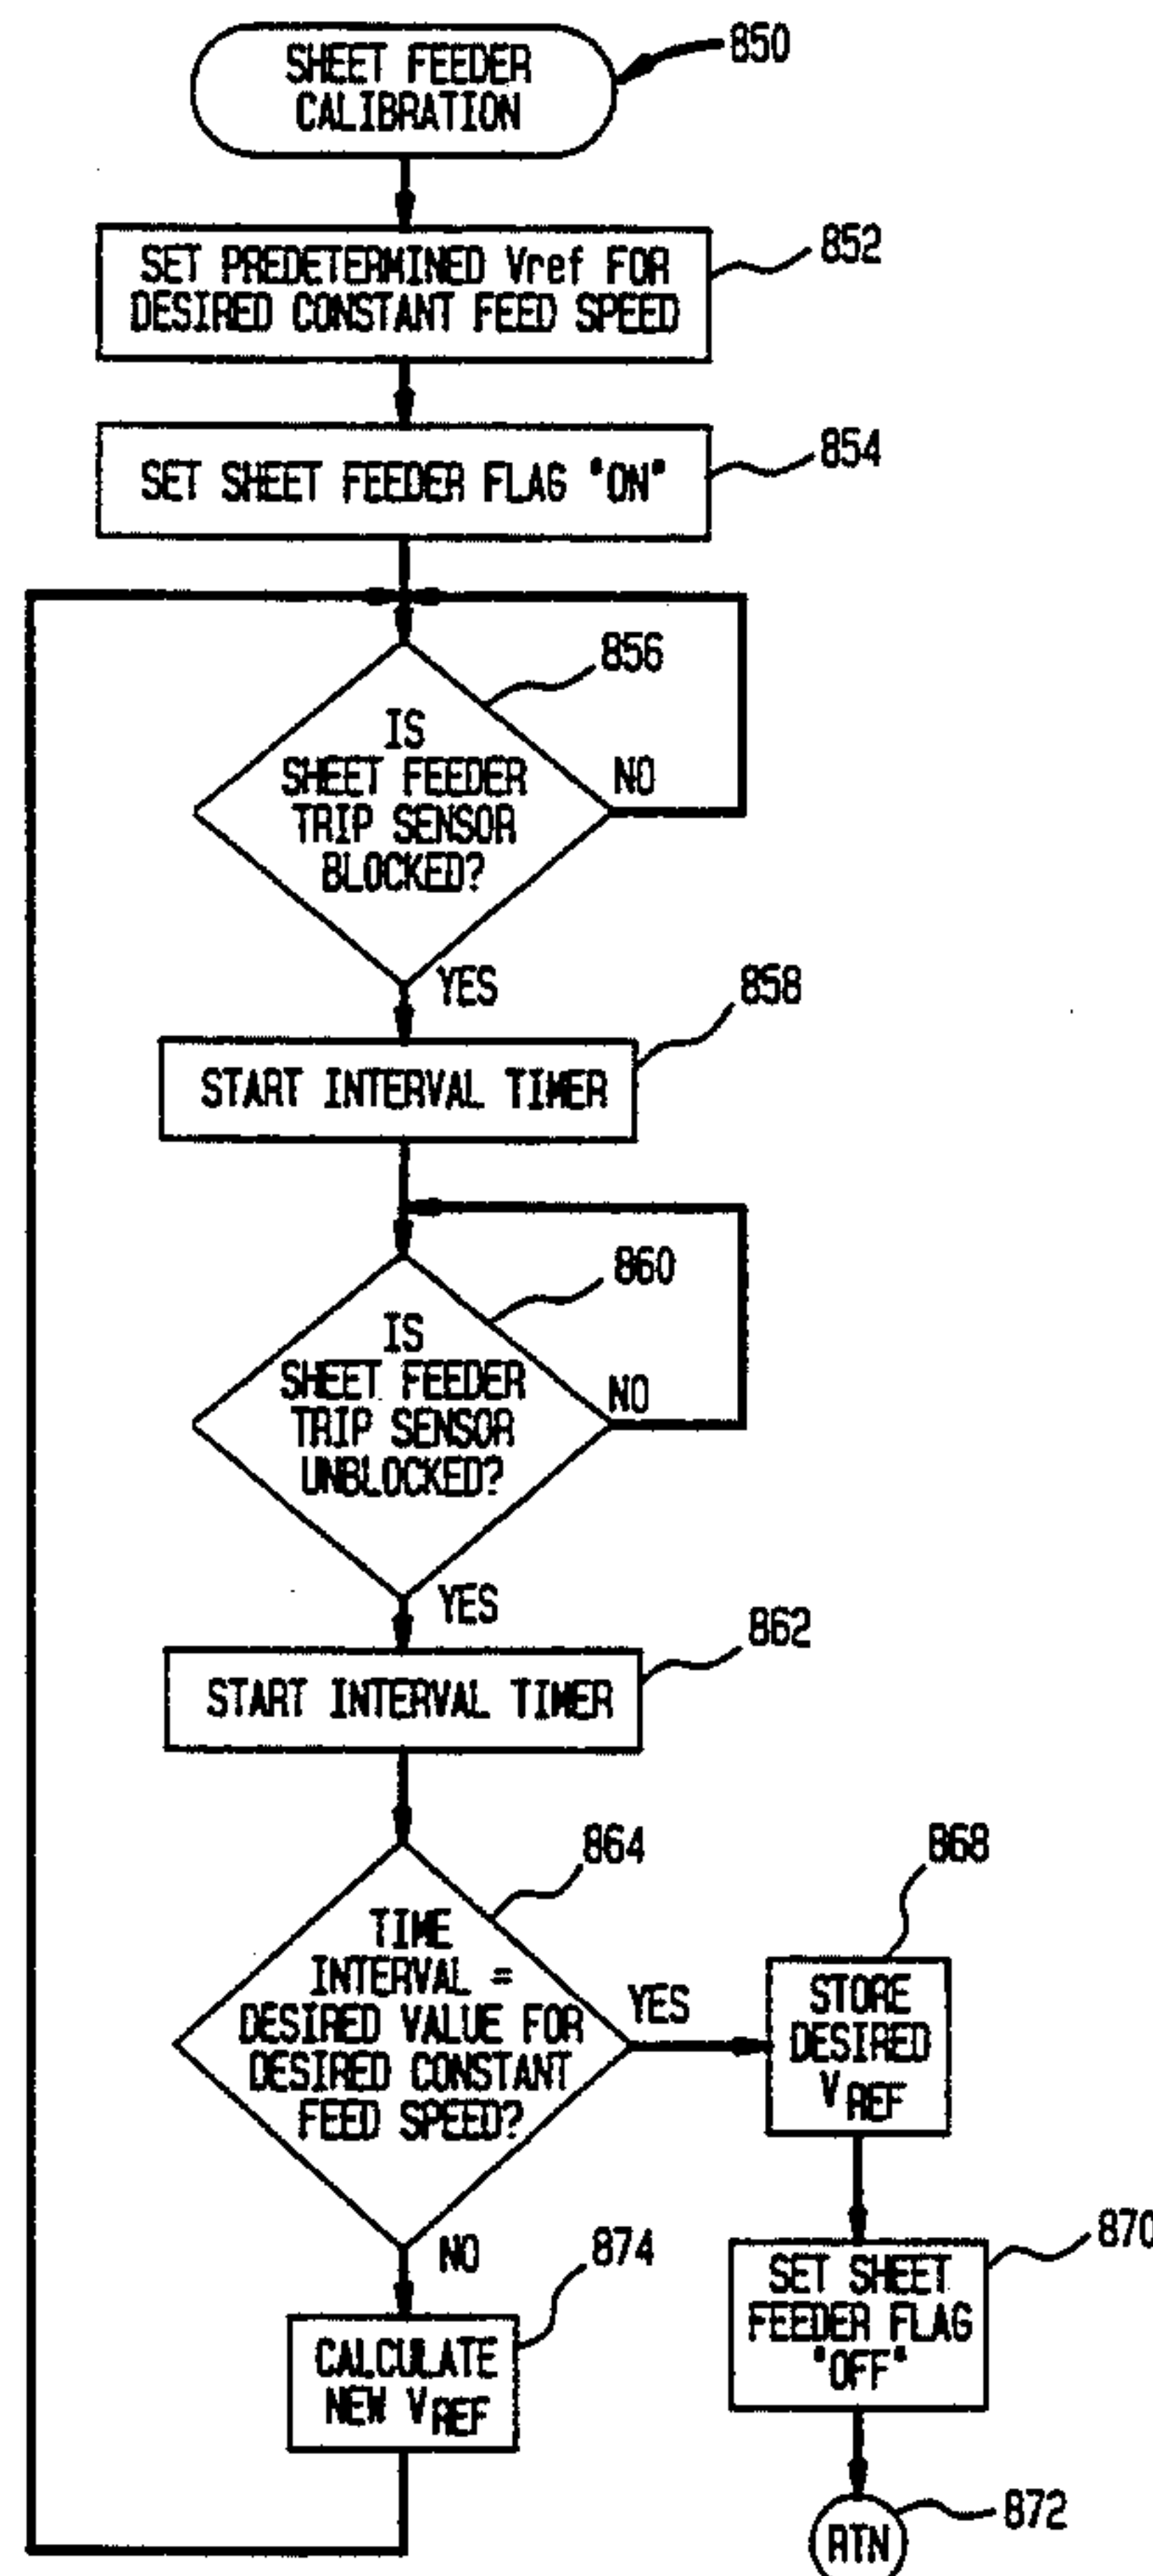 SHEET FEEDER
CALIBRATION
850
SET PREDETERMINED Vref FOR
DESIRED CONSTANT FEED SPEED
852
SET SHEET FEEDER FLAG "ON"
854
856
IS
SHEET FEEDER
TRIP SENSOR
BLOCKED?
NO
YES
858
START INTERVAL TIMER
860
IS
SHEET FEEDER
TRIP SENSOR
UNBLOCKED?
NO
YES
862
START INTERVAL TIMER
864
TIME
INTERVAL =
DESIRED VALUE FOR
DESIRED CONSTANT
FEED SPEED?
YES
868
STORE
DESIRED
VREF
NO
874
CALCULATE
NEW VREF
870
SET SHEET
FEEDER FLAG
"OFF"
872
RTN